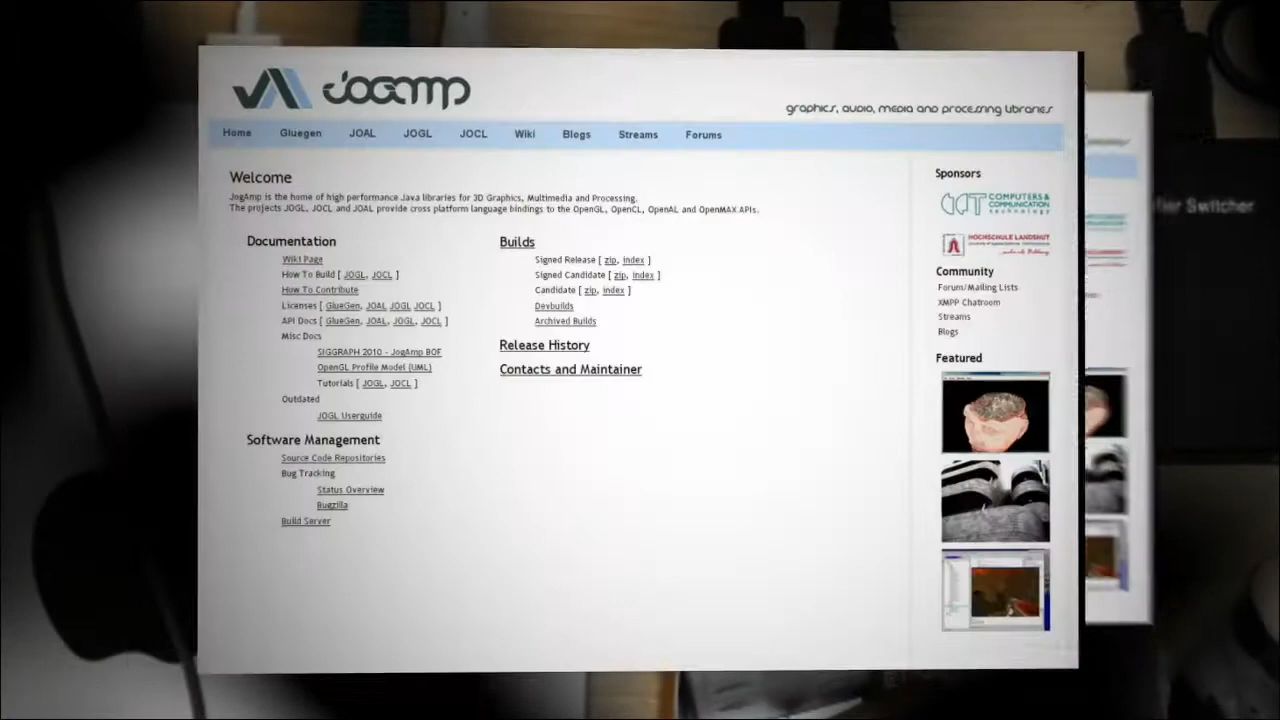 JogAmp
graphics, audio, media and processing libraries
Home Gluegen JOAL JOGL JOCL Wiki Blogs Streams Forums
Welcome
JogAmp is the home of high performance Java libraries for 3D Graphics, Multimedia and Processing.
The projects JOGL, JOCL and JOAL provide cross platform language bindings to the OpenGL, OpenCL, OpenAL and OpenMAX APIs.
Documentation
Wiki Page
How To Build [ JOGL, JOCL ]
How To Contribute
Licenses [ GlueGen, JOAL JOGL JOCL ]
API Docs [ GlueGen, JOAL, JOGL, JOCL ]
Misc Docs
SIGGRAPH 2010 - JogAmp BOF
OpenGL Profile Model (UML)
Tutorials [ JOGL, JOCL ]
Outdated
JOGL Userguide
Software Management
Source Code Repositories
Bug Tracking
Status Overview
Bugzilla
Build Server
Builds
Signed Release [ zip, index ]
Signed Candidate [ zip, index ]
Candidate [ zip, index ]
Devbuilds
Archived Builds
Release History
Contacts and Maintainer
Sponsors
COMPUTERS &
COMMUNICATION
technology
HOCHSCHULE LANDSHUT
Community
Forum/Mailing Lists
XMPP Chatroom
Streams
Blogs
Featured
Switcher